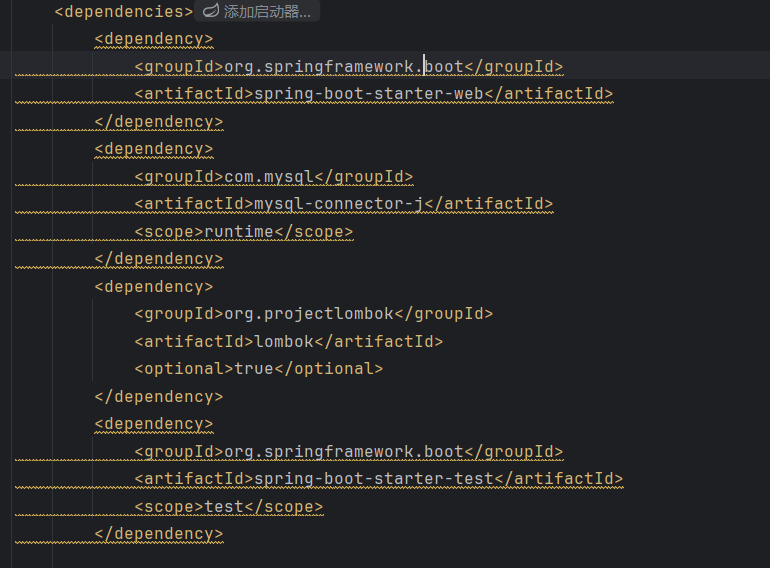 <dependencies> 添加启动器...
<dependency>
<groupId>org.springframework.boot</groupId>
<artifactId>spring-boot-starter-web</artifactId>
</dependency>
<dependency>
<groupId>com.mysql</groupId>
<artifactId>mysql-connector-j</artifactId>
<scope>runtime</scope>
</dependency>
<dependency>
<groupId>org.projectlombok</groupId>
<artifactId>lombok</artifactId>
<optional>true</optional>
</dependency>
<dependency>
<groupId>org.springframework.boot</groupId>
<artifactId>spring-boot-starter-test</artifactId>
<scope>test</scope>
</dependency>